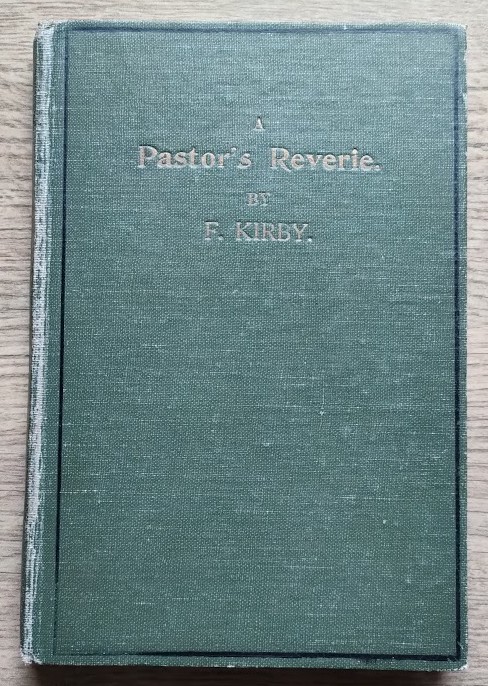 A
Pastor's Reverie.
BY
F. KIRBY.